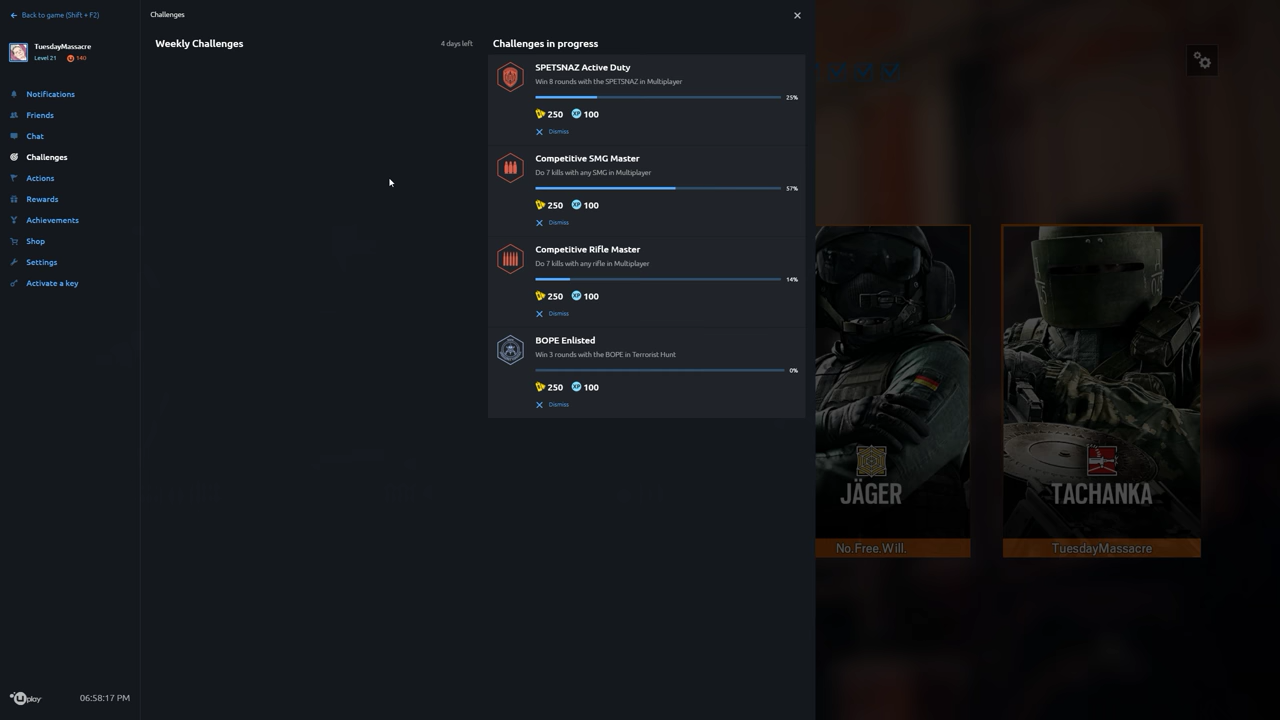 Back to game (Shift + F2)
TuesdayMassacre
Level 21 140
Notifications
Friends
Chat
Challenges
Actions
Rewards
Achievements
Shop
Settings
Activate a key
uplay 06:58:17 PM
Challenges
Weekly Challenges 4 days left
Challenges in progress
SPETSNAZ Active Duty
Win 8 rounds with the SPETSNAZ in Multiplayer
25%
250 XP 100
Dismiss
Competitive SMG Master
Do 7 kills with any SMG in Multiplayer
57%
250 XP 100
Dismiss
Competitive Rifle Master
Do 7 kills with any rifle in Multiplayer
14%
250 XP 100
Dismiss
BOPE Enlisted
Win 3 rounds with the BOPE in Terrorist Hunt
0%
250 XP 100
Dismiss
JÄGER
No.Free.Will.
TACHANKA
TuesdayMassacre